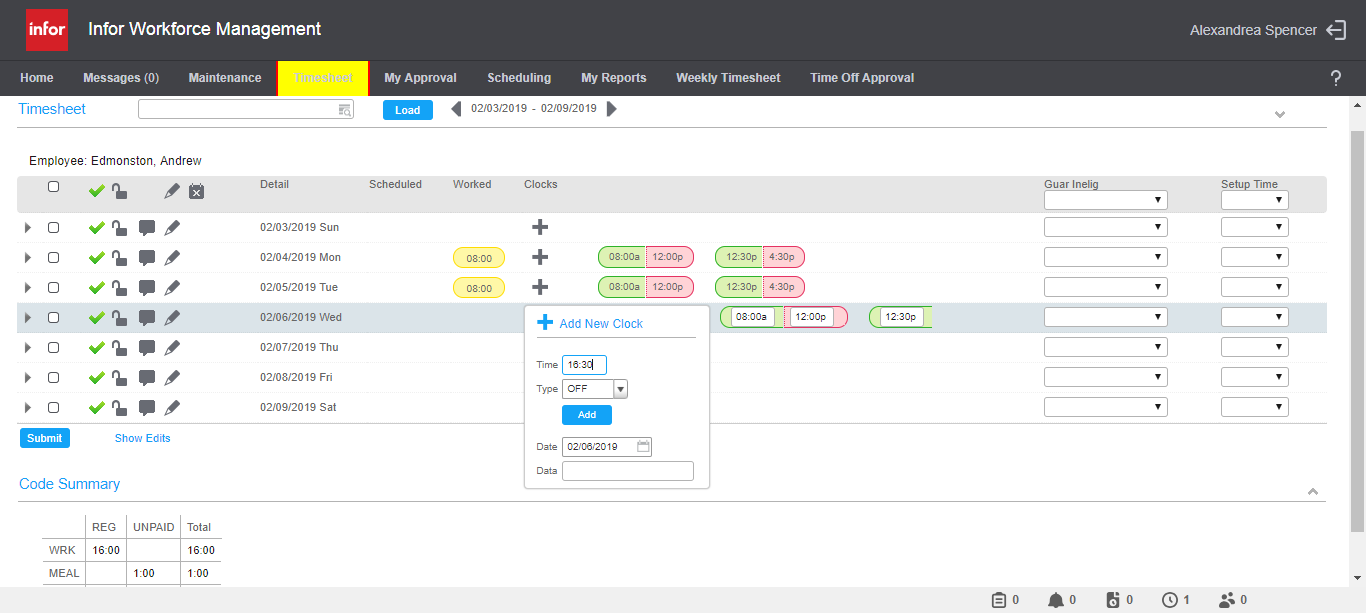 infor Infor Workforce Management Alexandrea Spencer
Home Messages (0) Maintenance Timesheet My Approval Scheduling My Reports Weekly Timesheet Time Off Approval ?
Timesheet Load 02/03/2019 - 02/09/2019
Employee: Edmonston, Andrew
Detail Scheduled Worked Clocks Guar Inelig Setup Time
02/03/2019 Sun
02/04/2019 Mon 08:00 08:00a 12:00p 12:30p 4:30p
02/05/2019 Tue 08:00 08:00a 12:00p 12:30p 4:30p
02/06/2019 Wed 08:00a 12:00p 12:30p
Add New Clock
02/07/2019 Thu
Time 16:30
02/08/2019 Fri
Type OFF
02/09/2019 Sat
Add
Submit Show Edits
Date 02/06/2019
Data
Code Summary
REG UNPAID Total
WRK 16:00 16:00
MEAL 1:00 1:00
0 0 0 1 0